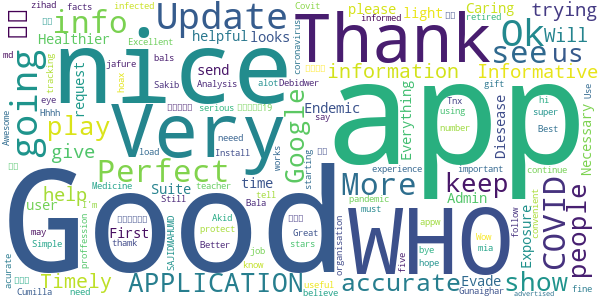 zihad facts infected Covit
Update
please light Caring retired
informed
Thank
ok Will trying
info
Healthier
Excellent
helpful looks
coronavirus
see us
tracking
jafure bals
nice
send
information
Informative
md
eye
hoax
Sakib Analysis alot Debidwer
Hhhh
request
serious
Google
Endemic
Everything
Diesease
Tnx gift
using
Use
going
play
Very
app
number
hi
super
Necessary
Awesome
load
neeed
Install
say
Best
give
works
starting
experience important
continue
Perfect
More
keep
COVID
people
Good
WHO
help
Medicine teacher
Suite time
tell
Admin
pandemic
Wow
appw
must
Exposure
follow
convenient
user
I'm
Still
Bala
may
Simple
proffession
First
SAJIDMAHUMD
Akid
protect
Great
stars
organisation
five
bye
hope
mia
show
Timely
thamk
Better
job
know
accurate
Evade
fine
acurate
Cumilla need
APPLICATION
useful
believe
Gunaighar
advertised